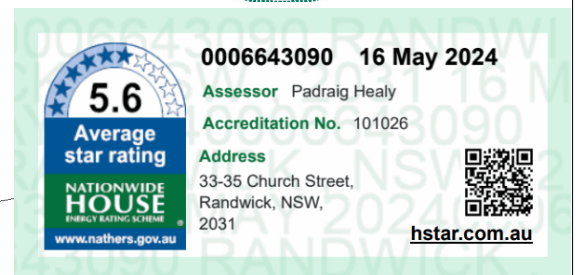 0006643090 16 May 2024
5.6
Average
star rating
NATIONWIDE
HOUSE
ENERGY RATING SCHEME
®
www.nathers.gov.au
Assessor Padraig Healy
Accreditation No. 101026
Address
33-35 Church Street,
Randwick, NSW,
2031
hstar.com.au